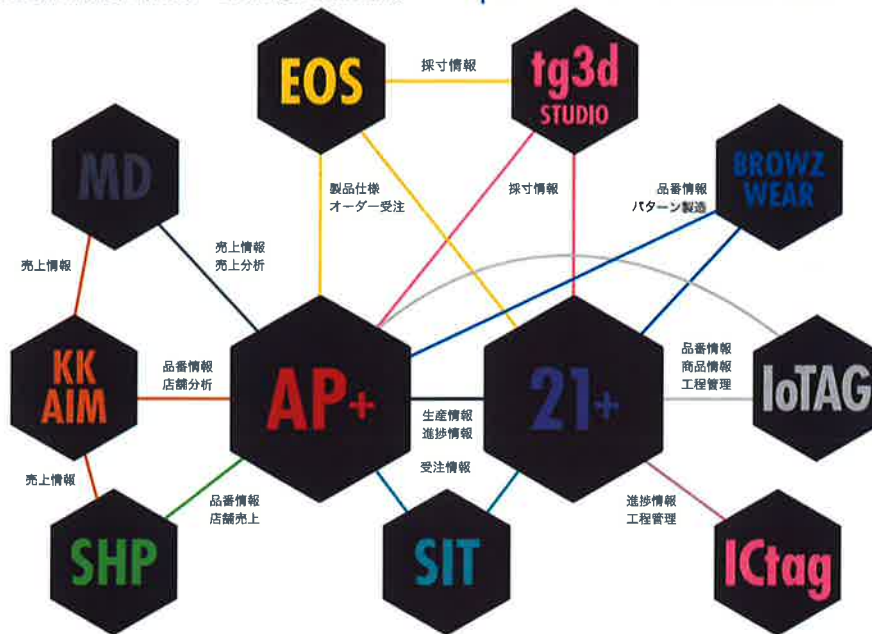 EOS
採寸情報
tg3d
STUDIO
MD
製品仕様
オーダー受注
採寸情報
品番情報
パターン製造
BROWZ
WEAR
売上情報
売上情報
売上分析
KK
AIM
品番情報
店舗分析
AP+
生産情報
進捗情報
21+
品番情報
商品情報
工程管理
IoTAG
売上情報
品番情報
店舗売上
受注情報
進捗情報
工程管理
SHP
SIT
ICtag